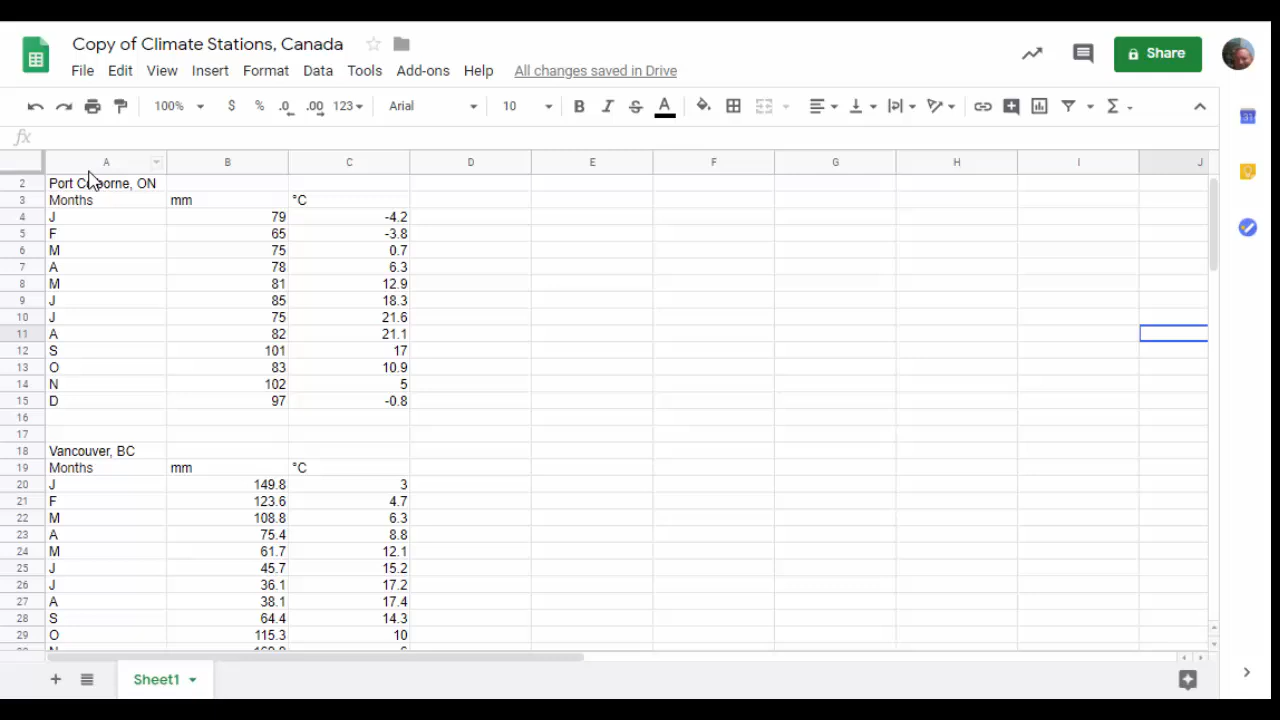 Copy of Climate Stations, Canada
File Edit View Insert Format Data Tools Add-ons Help All changes saved in Drive
Share
100% $ % .0 .00 123 Arial 10 B I S A Σ
31
fx
A B C D E F G H I J
2 Port Colborne, ON
3 Months mm °C
4 J 79 -4.2
5 F 65 -3.8
6 M 75 0.7
7 A 78 6.3
8 M 81 12.9
9 J 85 18.3
10 J 75 21.6
11 A 82 21.1
12 S 101 17
13 O 83 10.9
14 N 102 5
15 D 97 -0.8
16
17
18 Vancouver, BC
19 Months mm °C
20 J 149.8 3
21 F 123.6 4.7
22 M 108.8 6.3
23 A 75.4 8.8
24 M 61.7 12.1
25 J 45.7 15.2
26 J 36.1 17.2
27 A 38.1 17.4
28 S 64.4 14.3
29 O 115.3 10
Sheet1